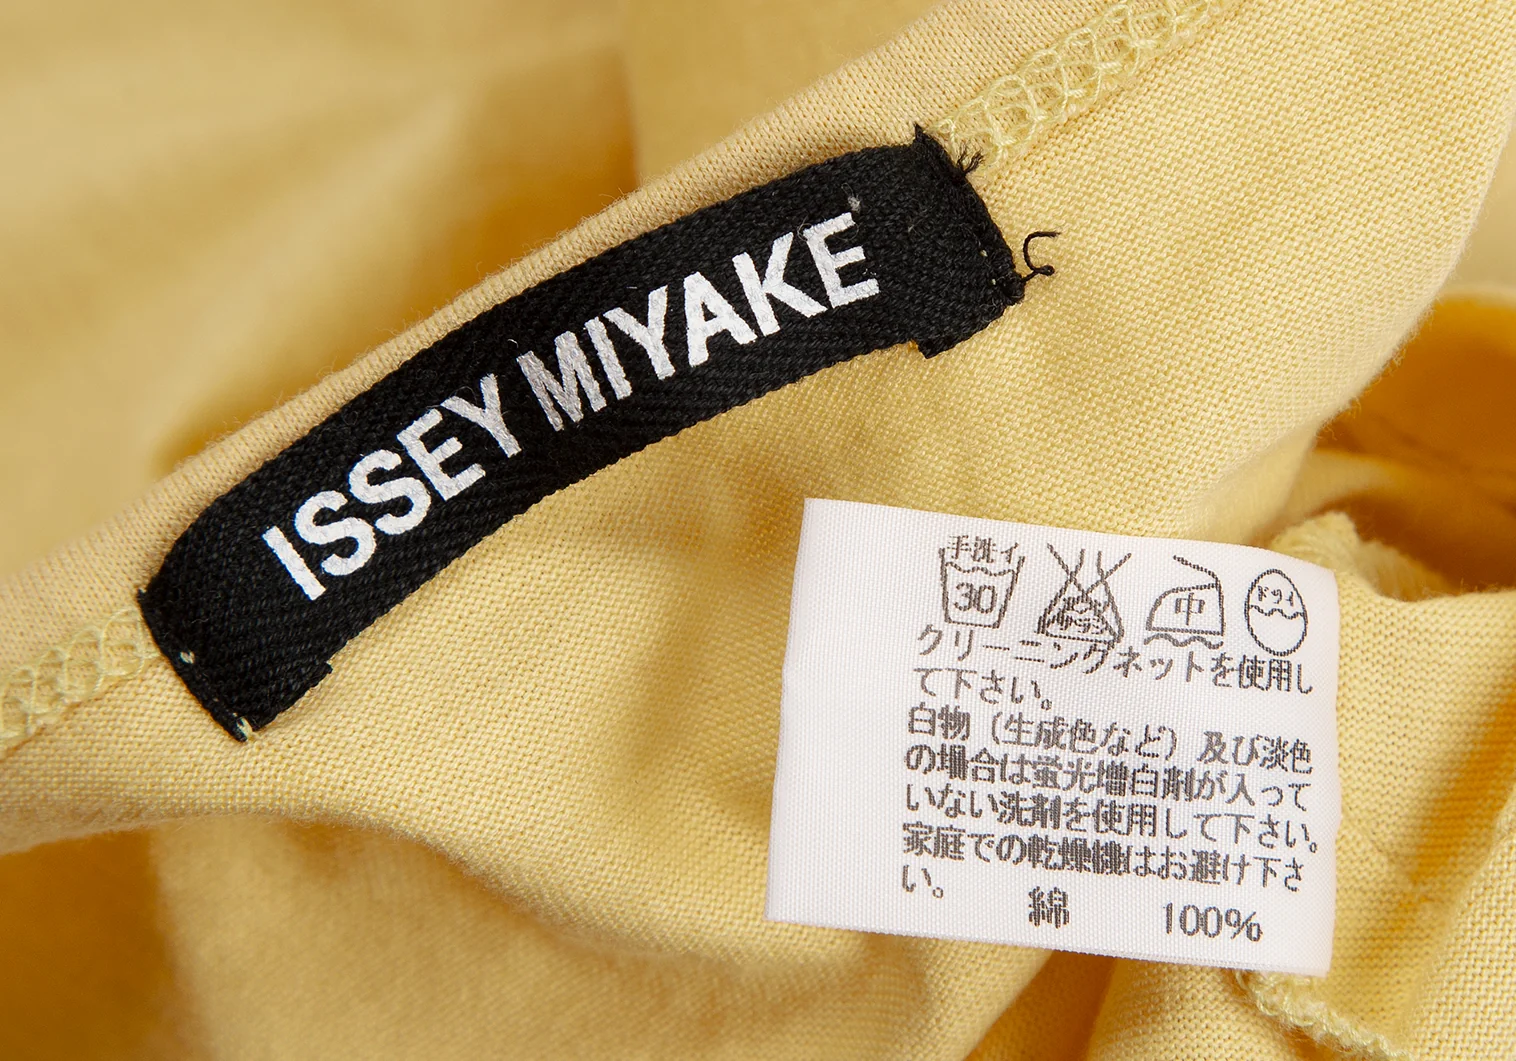 ISSEY MIYAKE
手洗イ
30
中
ドライ
クリーニングネットを使用し
て下さい。
白物（生成色など）及び淡色
の場合は蛍光増白剤が入って
いない洗剤を使用して下さい。
家庭での乾燥機はお避け下さ
い。
綿 100%